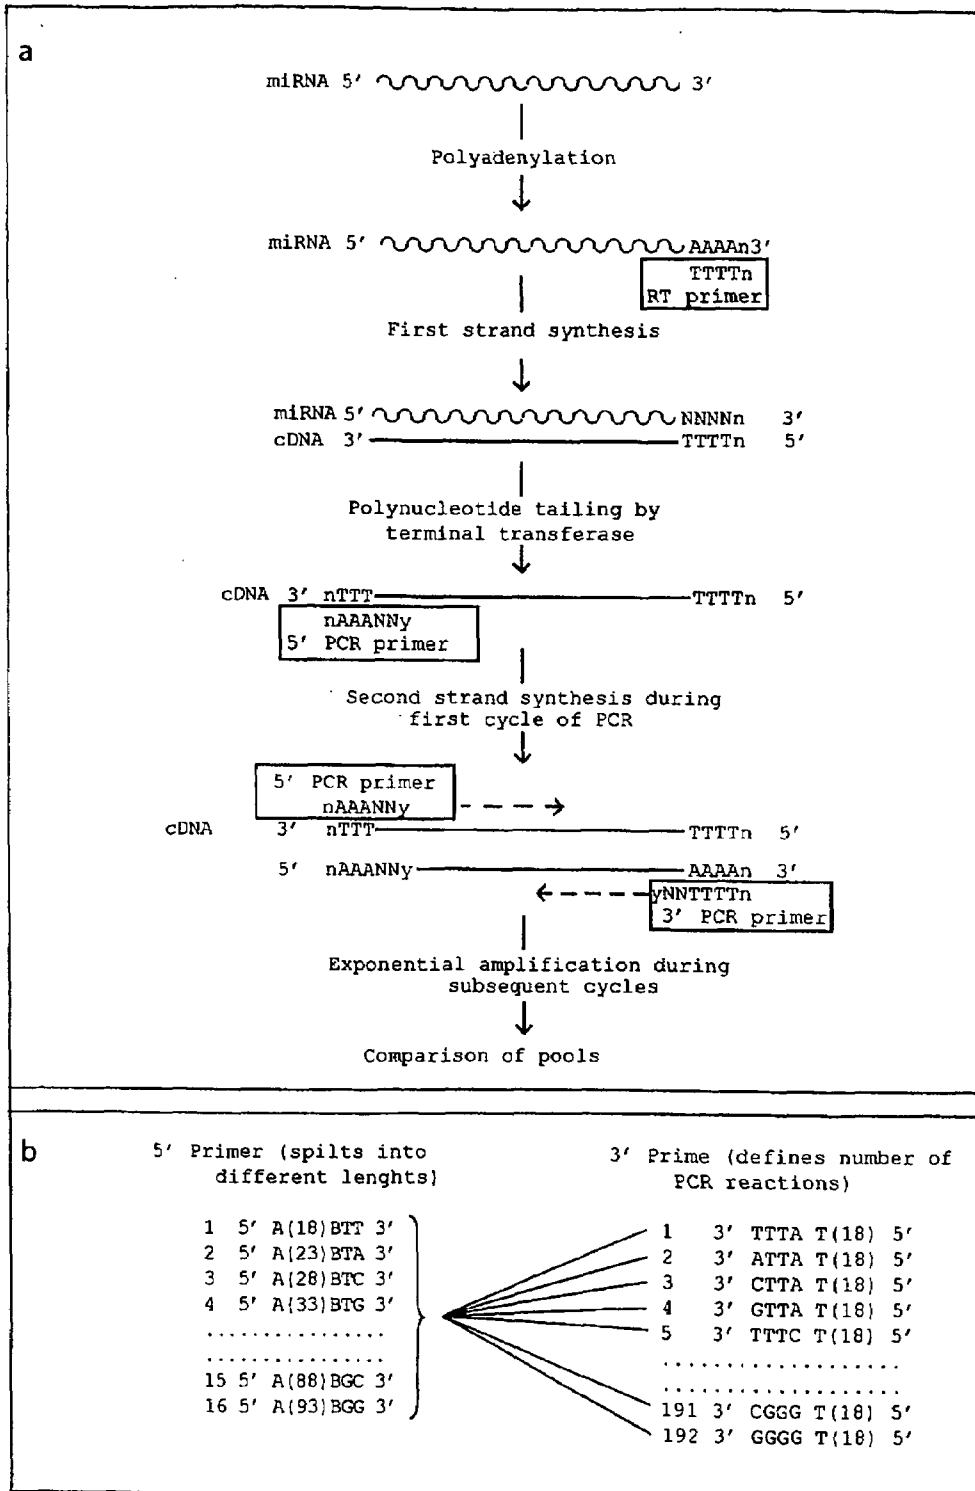 a
miRNA 5' 3'
Polyadenylation
miRNA 5' AAAAn3'
TTTTn
RT primer
First strand synthesis
miRNA 5' NNNNn 3'
cDNA 3' TTTTn 5'
Polynucleotide tailing by
terminal transferase
cDNA 3' nTTT TTTTn 5'
nAAANNy
5' PCR primer
Second strand synthesis during
first cycle of PCR
5' PCR primer
nAAANNy
cDNA 3' nTTT TTTTn 5'
5' nAAANNy AAAAn 3'
yNNTTTTn
3' PCR primer
Exponential amplification during
subsequent cycles
Comparison of pools
b
5' Primer (spilts into
different lenghts)
1 5' A(18)BTT 3'
2 5' A(23)BTA 3'
3 5' A(28)BTC 3'
4 5' A(33)BTG 3'
................
................
15 5' A(88)BGC 3'
16 5' A(93)BGG 3'
3' Prime (defines number of
PCR reactions)
1 3' TTTA T(18) 5'
2 3' ATTA T(18) 5'
3 3' CTTA T(18) 5'
4 3' GTTA T(18) 5'
5 3' TTTC T(18) 5'
....................
....................
191 3' CGGG T(18) 5'
192 3' GGGG T(18) 5'